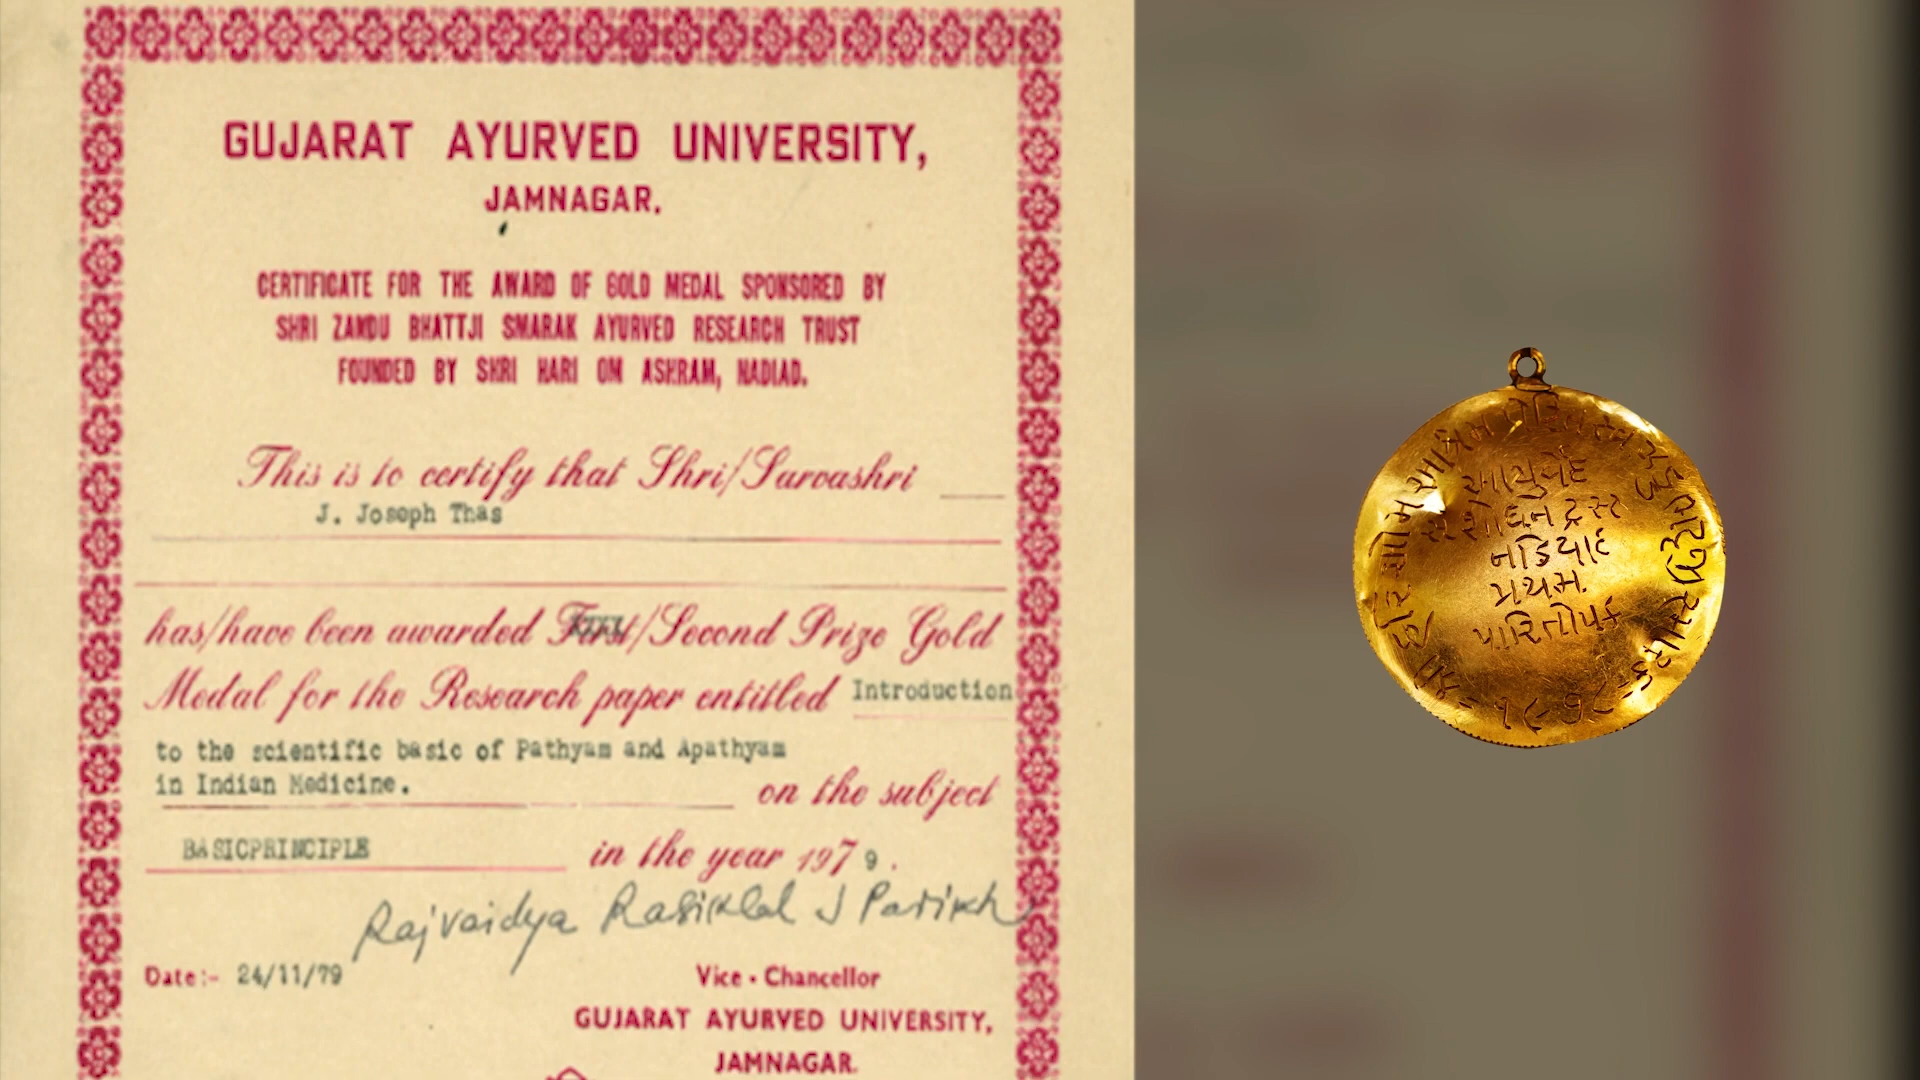 GUJARAT AYURVED UNIVERSITY,
JAMNAGAR.
CERTIFICATE FOR THE AWARD OF GOLD MEDAL SPONSORED BY
SHRI ZANDU BHATTJI SMARAK AYURVED RESEARCH TRUST
FOUNDED BY SHRI HARI OM ASHRAM, NADIAD.
This is to certify that Shri/Sarvashri
J. Joseph Thas
has/have been awarded First/Second Prize Gold
Medal for the Research paper entitled Introduction
to the scientific basic of Pathyam and Apathyam
in Indian Medicine. on the subject
BASICPRINCIPLE in the year 1979.
Rajvaidya Rasiklal J Parikh
Date:- 24/11/79
Vice - Chancellor
GUJARAT AYURVED UNIVERSITY,
JAMNAGAR.
શ્રી હરિ ઓમ આશ્રમ પ્રેરિત
આયુર્વેદ
સંશોધન ટ્રસ્ટ
નડિયાદ
પ્રથમ
પારિતોષિક